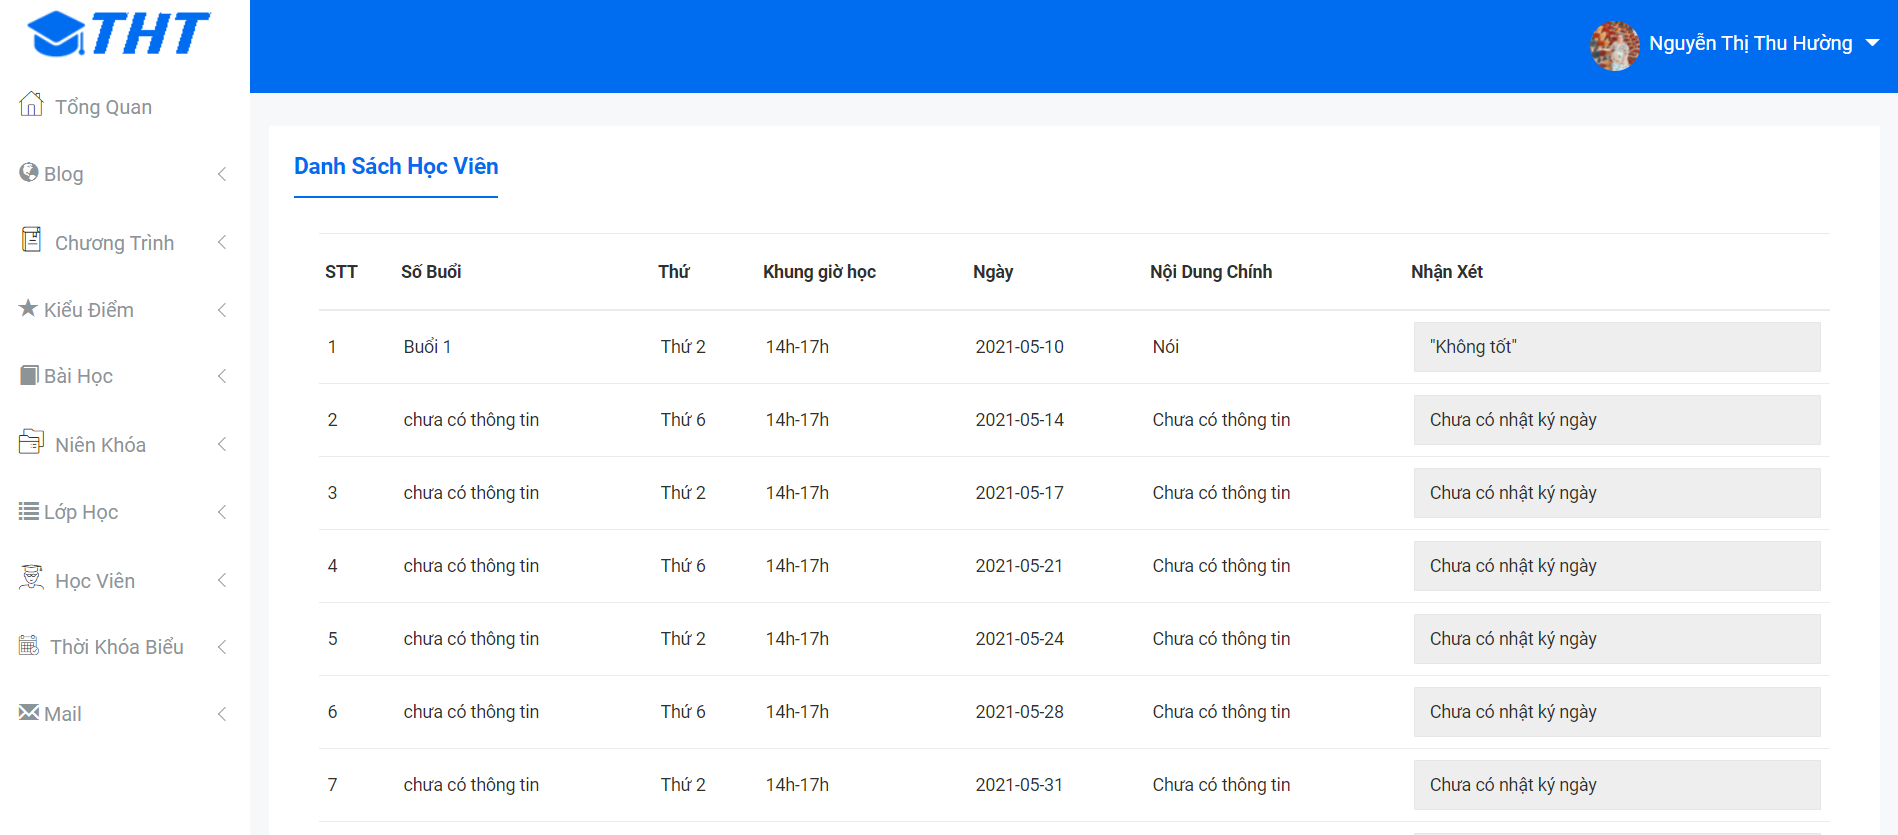 THT
Nguyễn Thị Thu Hường
Tổng Quan
Blog
Chương Trình
Kiểu Điểm
Bài Học
Niên Khóa
Lớp Học
Học Viên
Thời Khóa Biểu
Mail
Danh Sách Học Viên
STT Số Buổi Thứ Khung giờ học Ngày Nội Dung Chính Nhận Xét
1 Buổi 1 Thứ 2 14h-17h 2021-05-10 Nói "Không tốt"
2 chưa có thông tin Thứ 6 14h-17h 2021-05-14 Chưa có thông tin Chưa có nhật ký ngày
3 chưa có thông tin Thứ 2 14h-17h 2021-05-17 Chưa có thông tin Chưa có nhật ký ngày
4 chưa có thông tin Thứ 6 14h-17h 2021-05-21 Chưa có thông tin Chưa có nhật ký ngày
5 chưa có thông tin Thứ 2 14h-17h 2021-05-24 Chưa có thông tin Chưa có nhật ký ngày
6 chưa có thông tin Thứ 6 14h-17h 2021-05-28 Chưa có thông tin Chưa có nhật ký ngày
7 chưa có thông tin Thứ 2 14h-17h 2021-05-31 Chưa có thông tin Chưa có nhật ký ngày